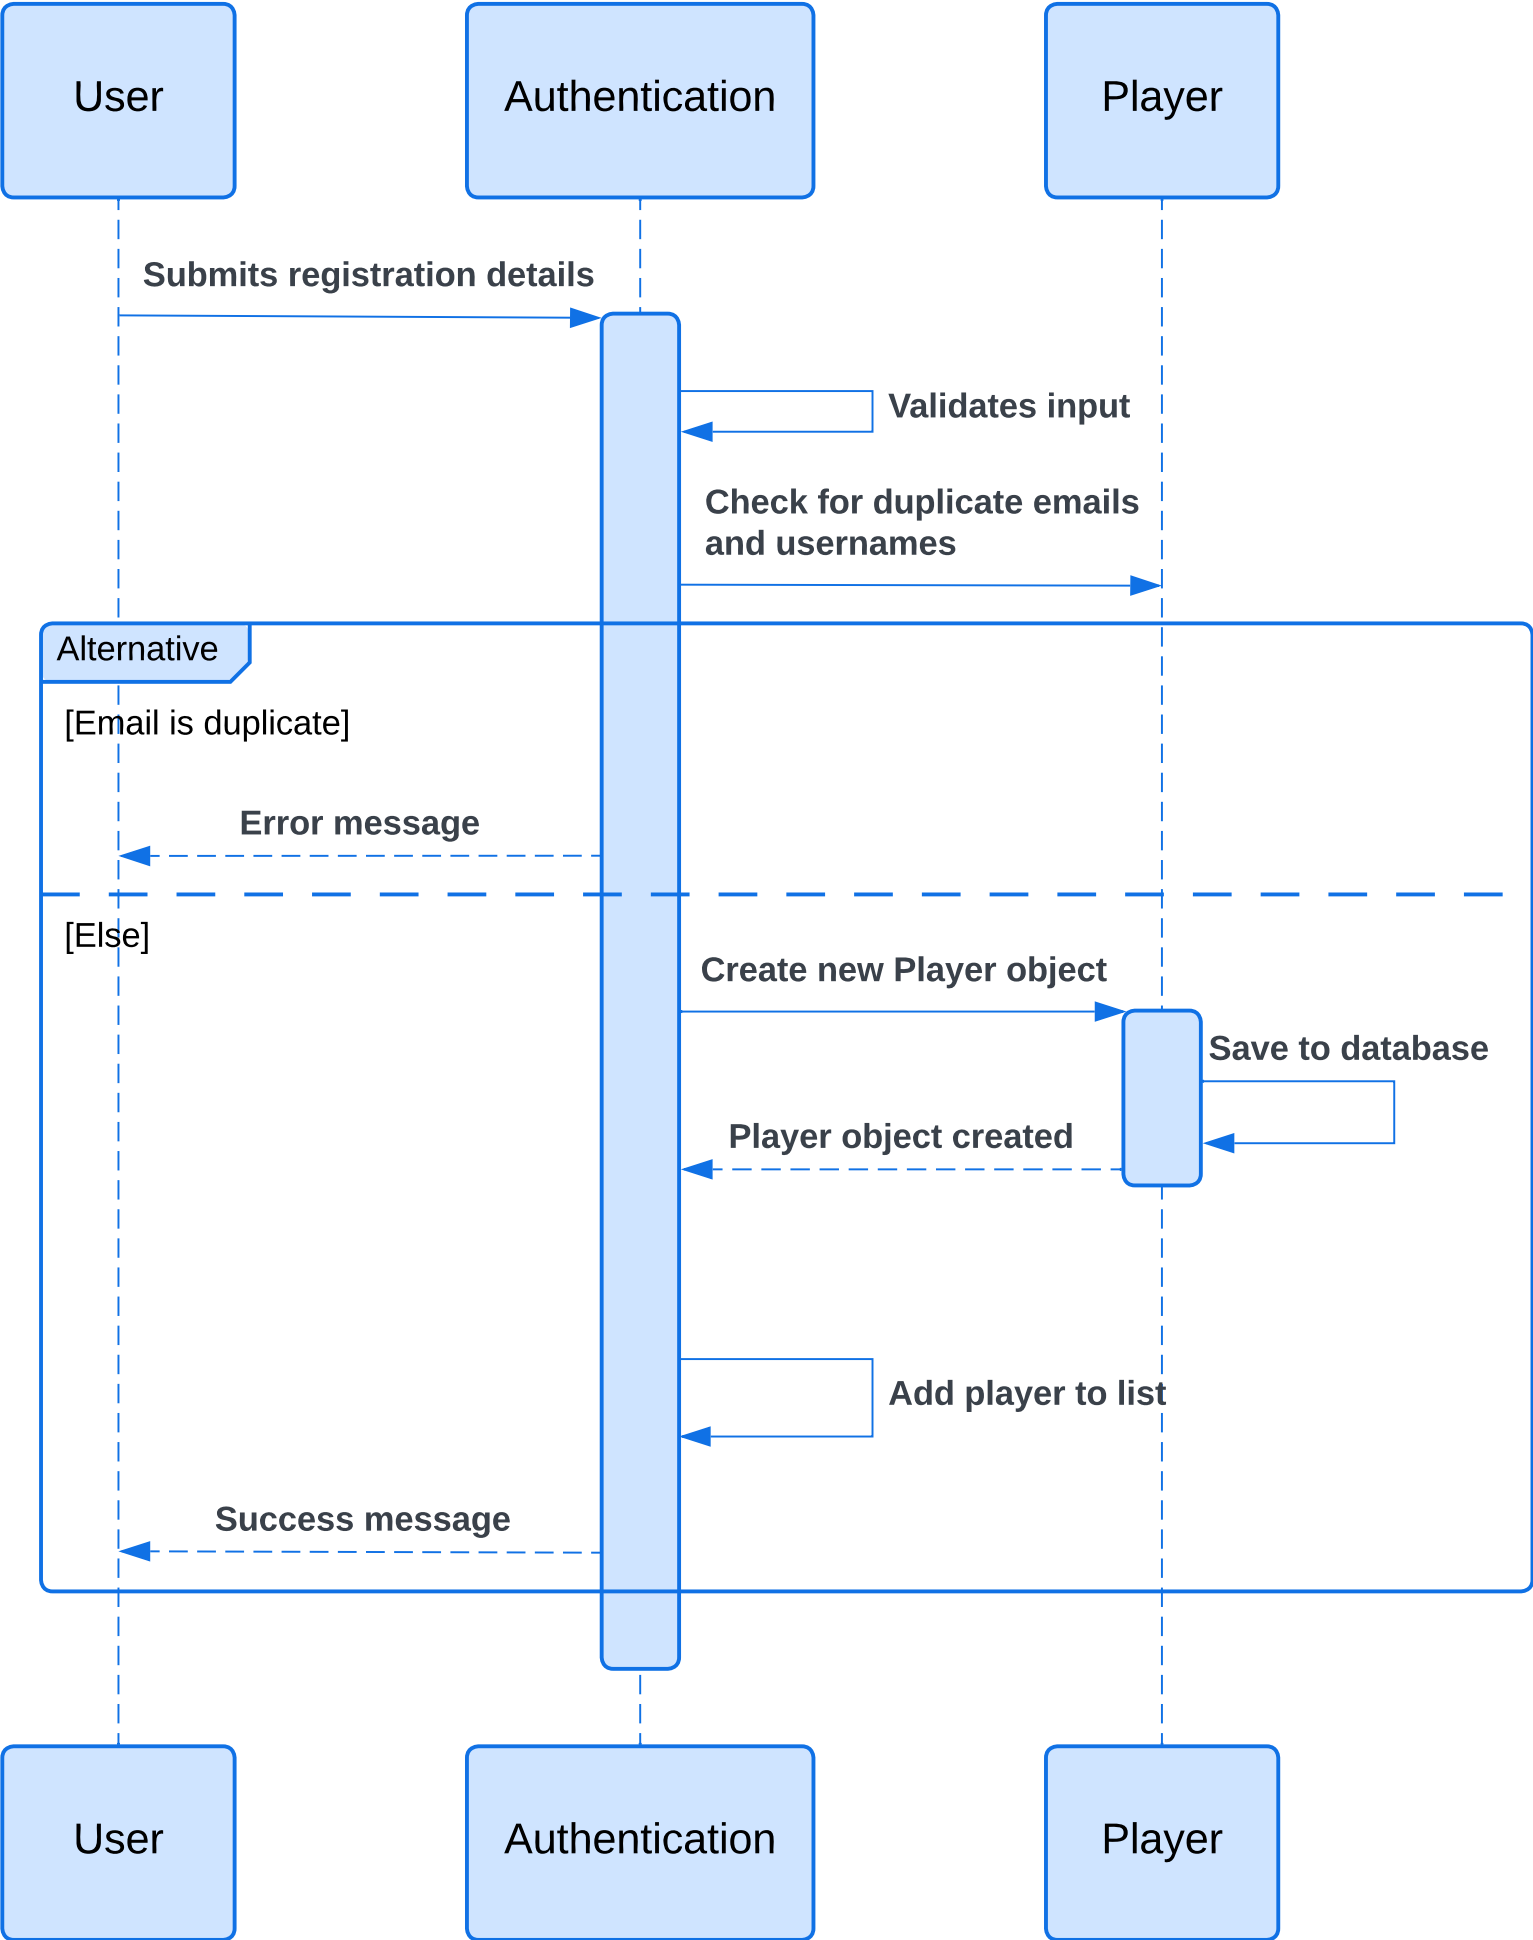 User
Authentication
Player
Submits registration details
Validates input
Check for duplicate emails
and usernames
Alternative
[Email is duplicate]
Error message
[Else]
Create new Player object
Save to database
Player object created
Add player to list
Success message
User
Authentication
Player